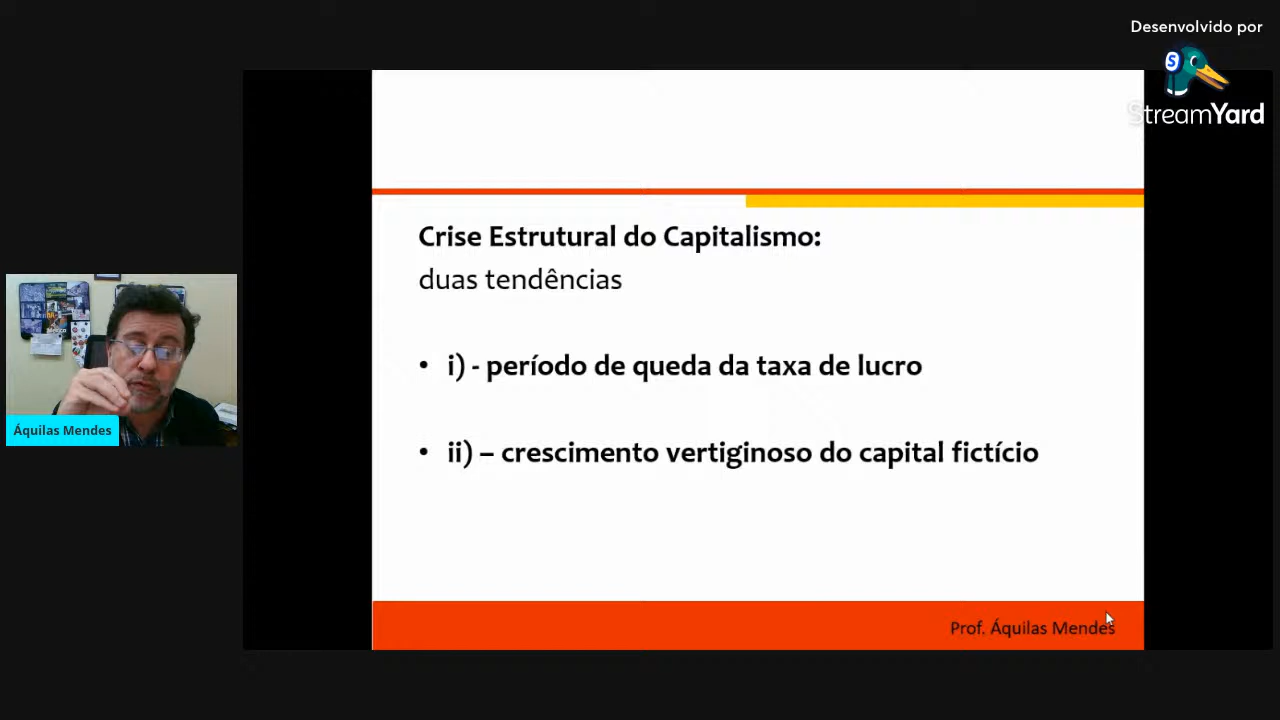 Desenvolvido por
StreamYard
Crise Estrutural do Capitalismo:
duas tendências
• i) - período de queda da taxa de lucro
• ii) – crescimento vertiginoso do capital fictício
Áquilas Mendes
Prof. Áquilas Mendes